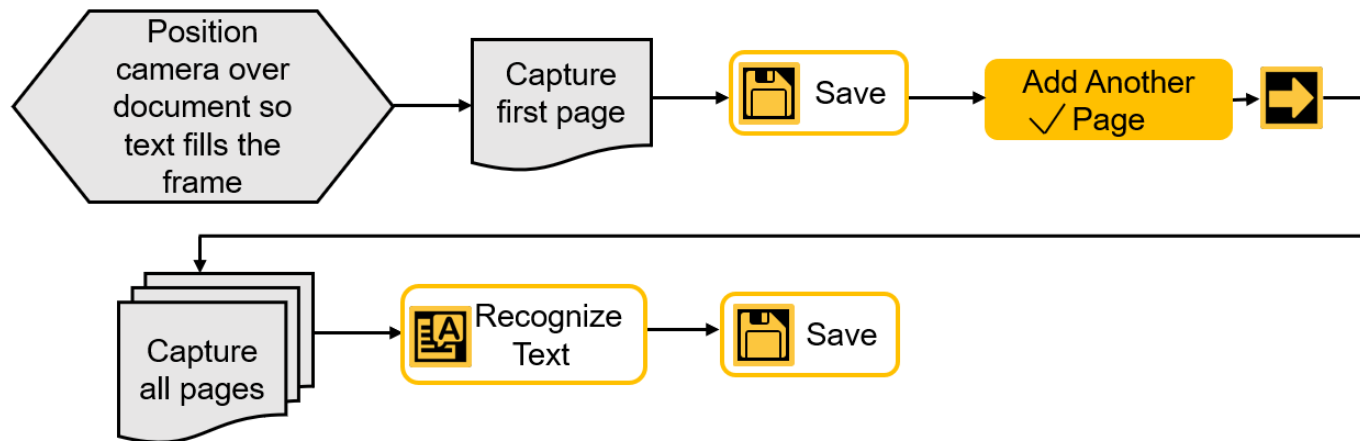 Position
camera over
document so
text fills the
frame
Capture
first page
Save
Add Another
✓ Page
Capture
all pages
A
Recognize
Text
Save